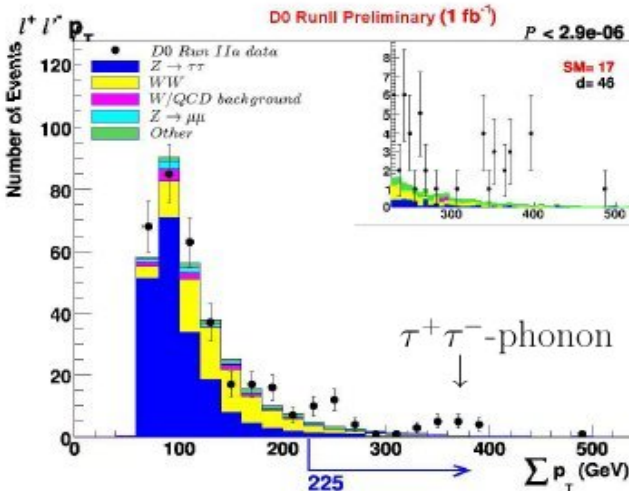 D0 RunII Preliminary (1 fb⁻¹)
l⁺ l'⁻ p_T
P < 2.9e-06
Number of Events
D0 Run IIa data
Z → ττ
WW
W/QCD background
Z → μμ
Other
SM= 17
d= 46
8
7
6
5
4
3
2
1
0
300
400
500
120
100
80
60
40
20
0
τ⁺τ⁻-phonon
0
100
200
300
400
500
225
∑ p_T (GeV)